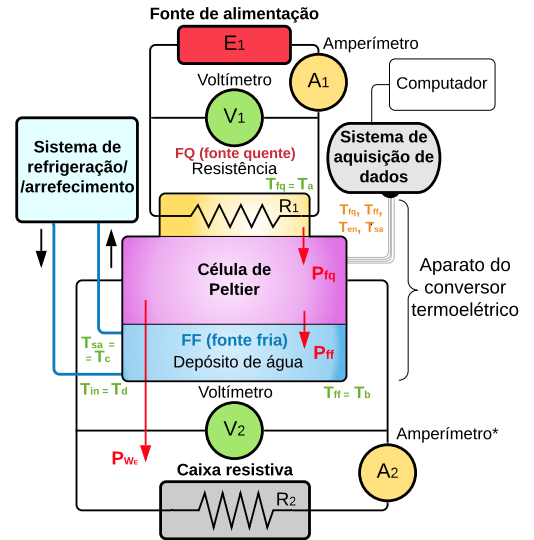 Fonte de alimentação
E1
Amperímetro
A1
Voltímetro
V1
Computador
Sistema de
refrigeração/
/arrefecimento
Sistema de
aquisição de
dados
FQ (fonte quente)
Resistência
Tfq = Ta
R1
Tfq, Tff,
Ten, Tsa
Célula de
Peltier
Pfq
Aparato do
conversor
termoelétrico
FF (fonte fria)
Depósito de água
Pff
Tsa =
= Tc
Tin = Td
Tff = Tb
Voltímetro
V2
PWE
Amperímetro*
A2
Caixa resistiva
R2